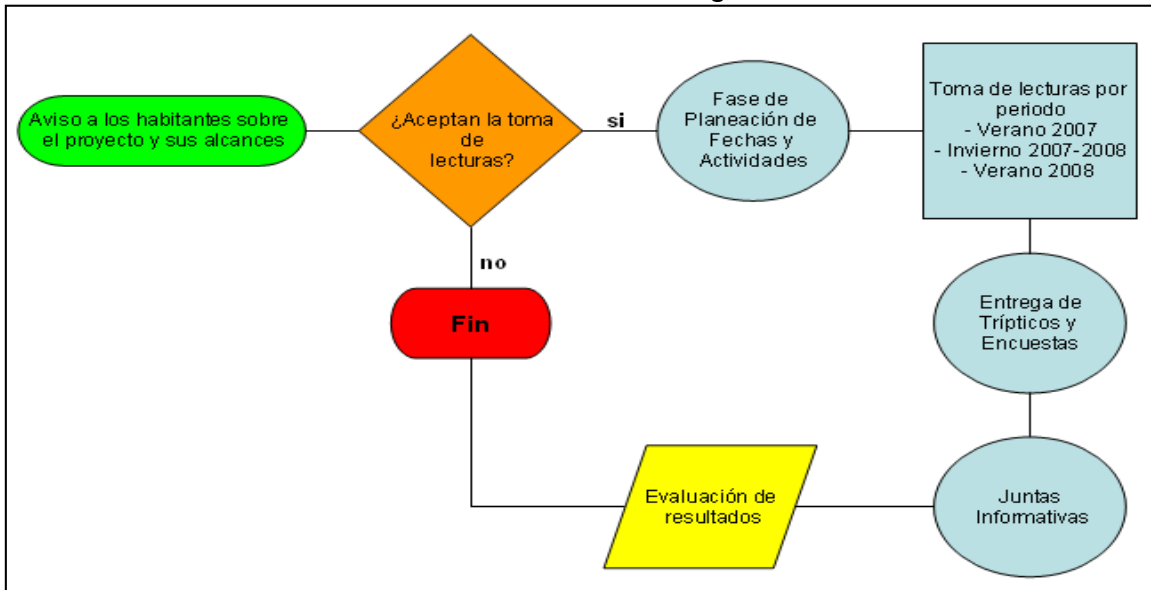 Aviso a los habitantes sobre
el proyecto y sus alcances
¿Aceptan la toma
de
lecturas?
si
Fase de
Planeación de
Fechas y
Actividades
Toma de lecturas por
periodo
- Verano 2007
- Invierno 2007-2008
- Verano 2008
no
Fin
Entrega de
Trípticos y
Encuestas
Evaluación de
resultados
Juntas
Informativas